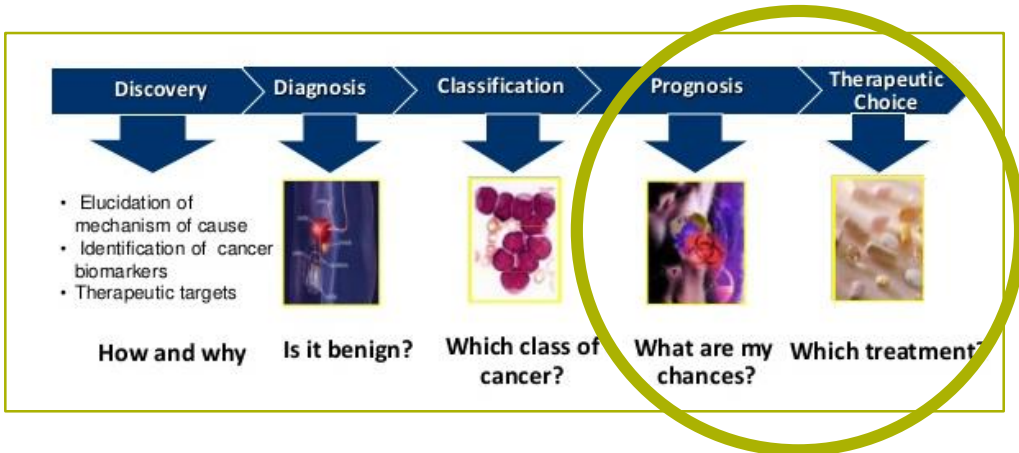 Discovery
Diagnosis
Classification
Prognosis
Therapeutic
Choice
• Elucidation of
mechanism of cause
• Identification of cancer
biomarkers
• Therapeutic targets
How and why
Is it benign?
Which class of
cancer?
What are my
chances?
Which treatment?